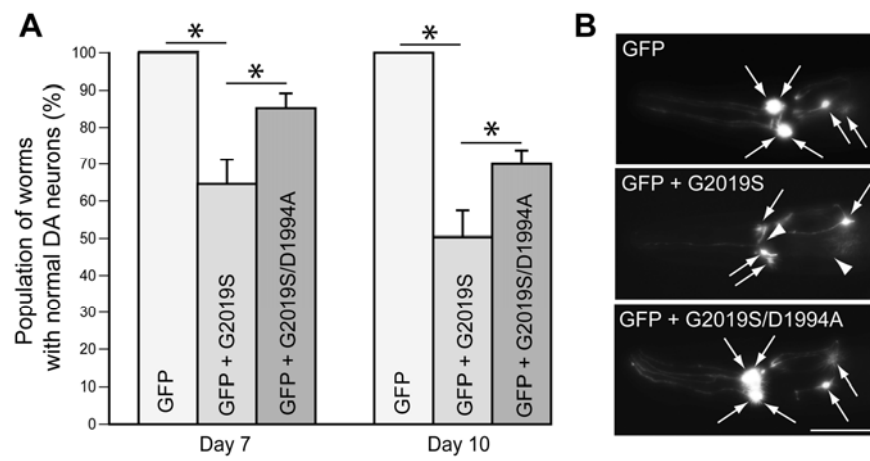 A
Population of worms
with normal DA neurons (%)
100
90
80
70
60
50
40
30
20
10
0
*
*
*
*
GFP
GFP + G2019S
GFP + G2019S/D1994A
GFP
GFP + G2019S
GFP + G2019S/D1994A
Day 7
Day 10
B
GFP
GFP + G2019S
GFP + G2019S/D1994A